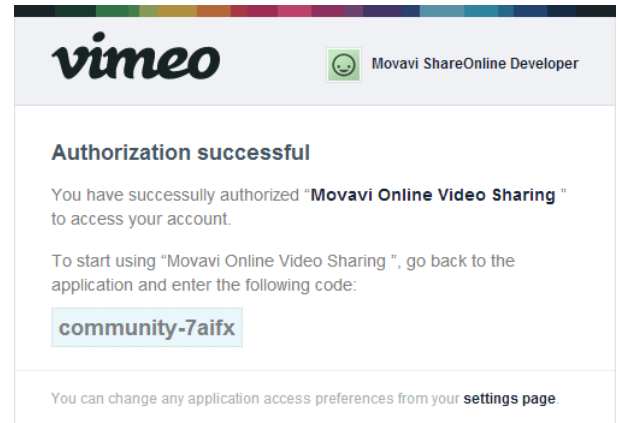 vimeo
Movavi ShareOnline Developer
Authorization successful
You have successully authorized “Movavi Online Video Sharing ”
to access your account.
To start using “Movavi Online Video Sharing ”, go back to the
application and enter the following code:
community-7aifx
You can change any application access preferences from your settings page.